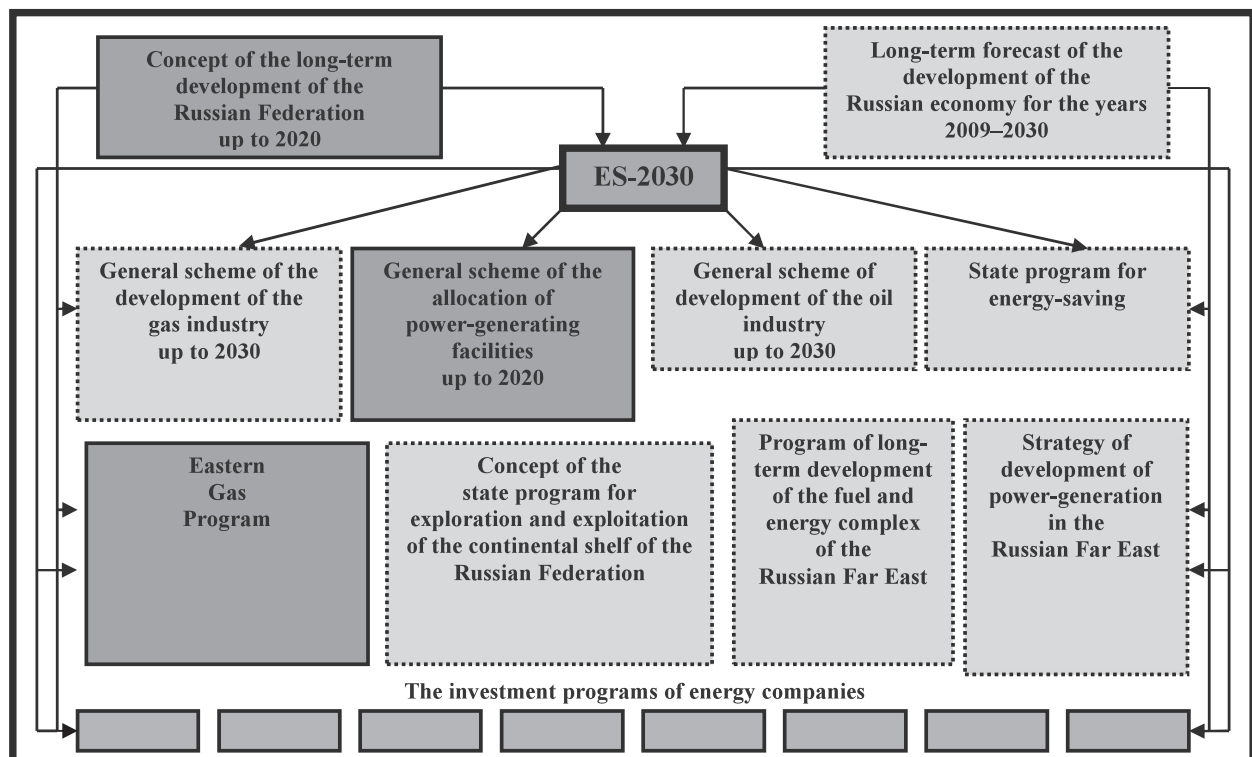 Concept of the long-term
development of the
Russian Federation
up to 2020
Long-term forecast of the
development of the
Russian economy for the years
2009–2030
ES-2030
General scheme of the
development of the
gas industry
up to 2030
General scheme of the
allocation of
power-generating
facilities
up to 2020
General scheme of
development of the oil
industry
up to 2030
State program for
energy-saving
Eastern
Gas
Program
Concept of the
state program for
exploration and exploitation
of the continental shelf of the
Russian Federation
Program of long-
term development
of the fuel and
energy complex
of the
Russian Far East
Strategy of
development of
power-generation
in the
Russian Far East
The investment programs of energy companies